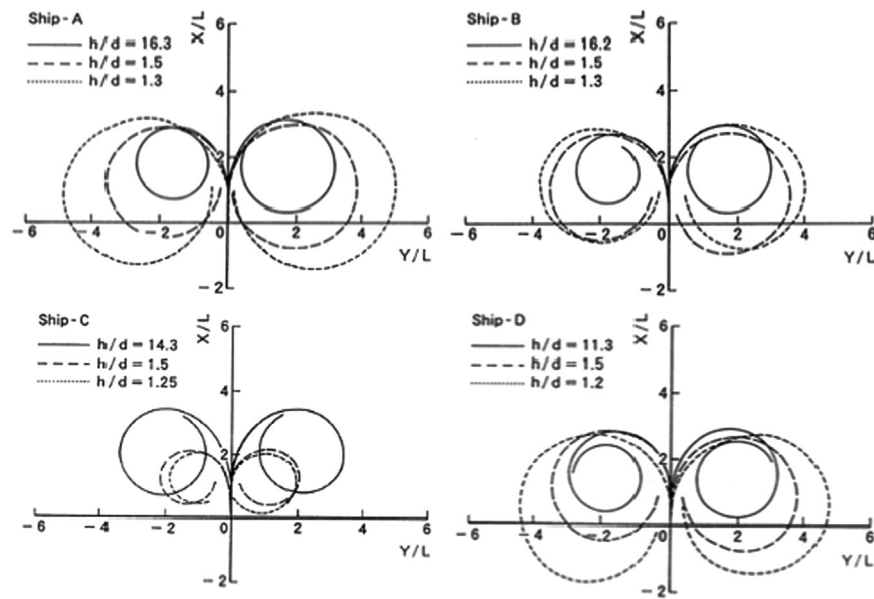 Ship-A
h/d = 16.3
h/d = 1.5
h/d = 1.3
X/L
6
4
2
-6 -4 -2 0 2 4 6
Y/L
-2
Ship-B
h/d = 16.2
h/d = 1.5
h/d = 1.3
X/L
6
4
2
-6 -4 -2 0 2 4 6
Y/L
-2
Ship-C
h/d = 14.3
h/d = 1.5
h/d = 1.25
X/L
6
4
2
-6 -4 -2 0 2 4 6
Y/L
-2
Ship-D
h/d = 11.3
h/d = 1.5
h/d = 1.2
X/L
6
4
2
-6 -4 -2 0 2 4 6
Y/L
-2